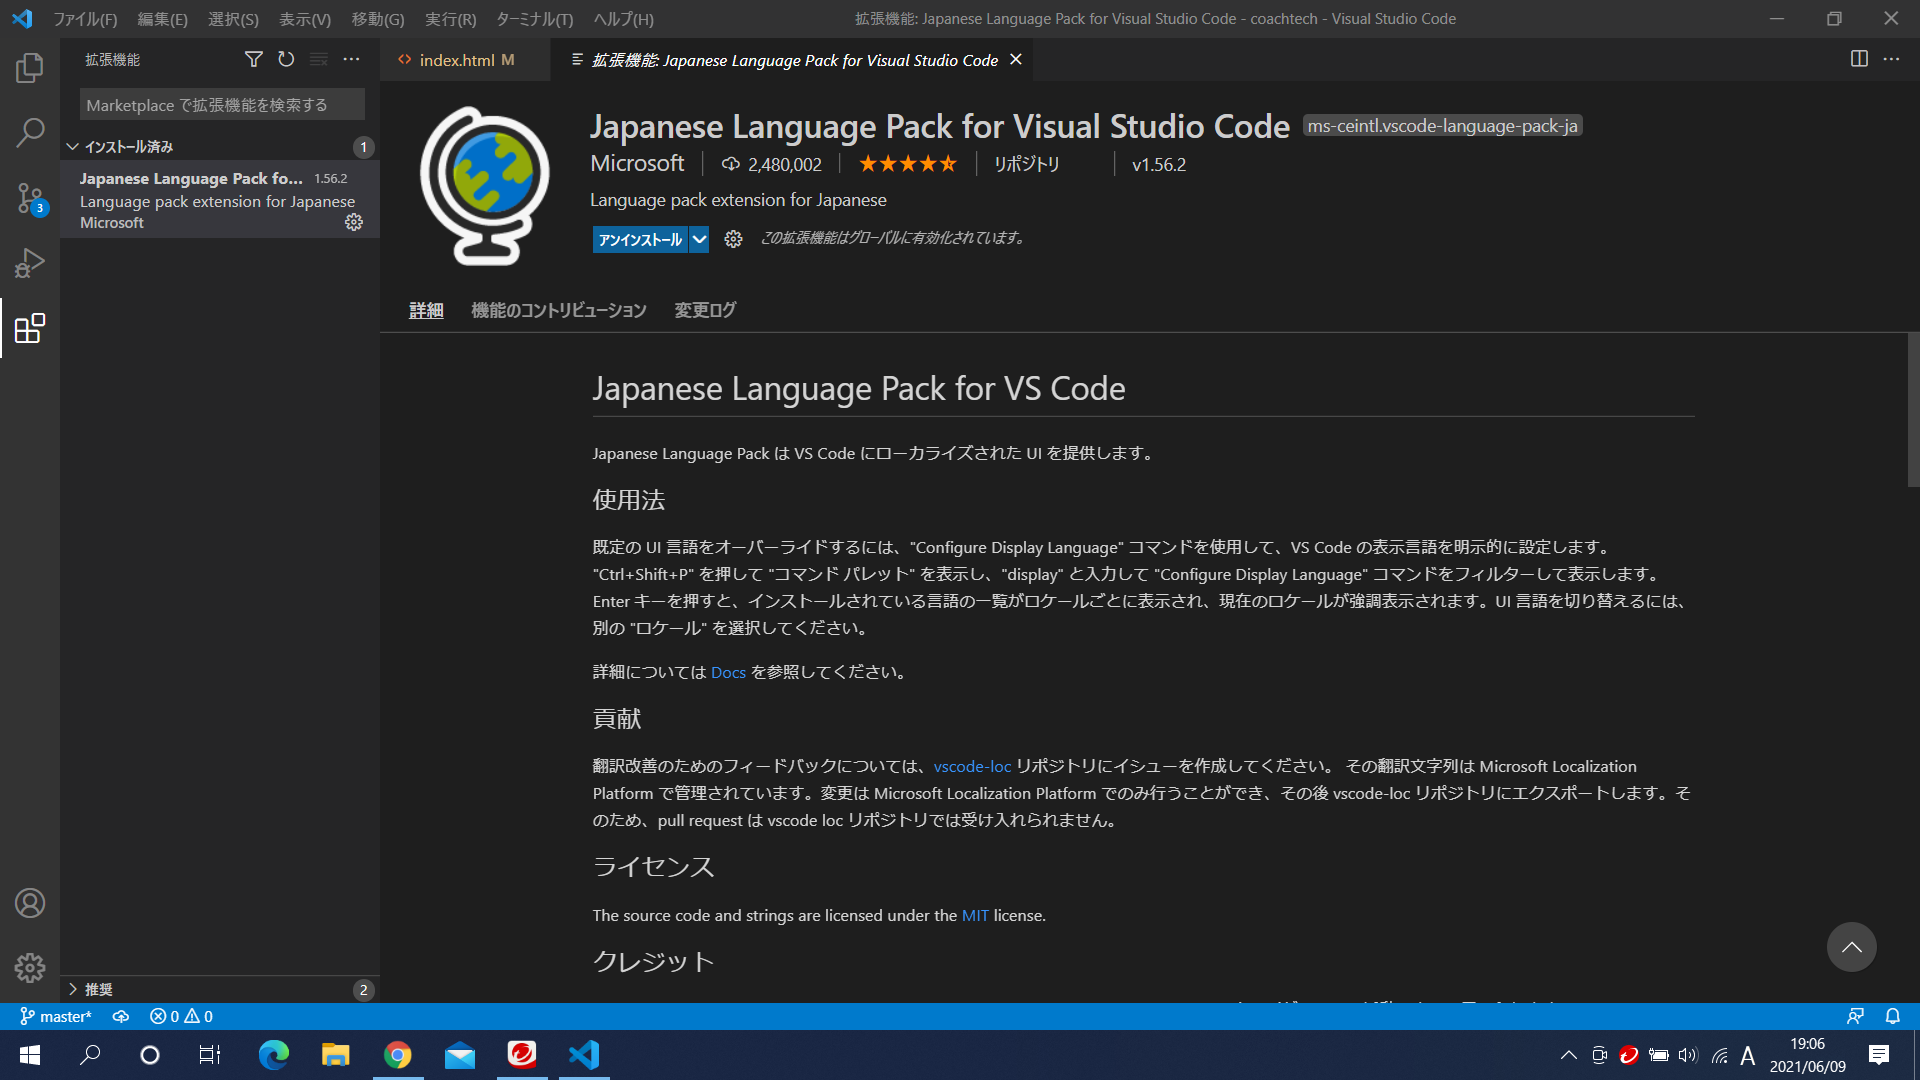 ファイル(F) 編集(E) 選択(S) 表示(V) 移動(G) 実行(R) ターミナル(T) ヘルプ(H) 拡張機能: Japanese Language Pack for Visual Studio Code - coachtech - Visual Studio Code
拡張機能
index.html M
拡張機能: Japanese Language Pack for Visual Studio Code
Marketplace で拡張機能を検索する
インストール済み 1
Japanese Language Pack fo... 1.56.2
Language pack extension for Japanese
Microsoft
3
Japanese Language Pack for Visual Studio Code ms-ceintl.vscode-language-pack-ja
Microsoft 2,480,002 リポジトリ v1.56.2
Language pack extension for Japanese
アンインストール この拡張機能はグローバルに有効化されています。
詳細 機能のコントリビューション 変更ログ
Japanese Language Pack for VS Code
Japanese Language Pack は VS Code にローカライズされた UI を提供します。
使用法
既定の UI 言語をオーバーライドするには、"Configure Display Language" コマンドを使用して、VS Code の表示言語を明示的に設定します。
"Ctrl+Shift+P" を押して "コマンド パレット" を表示し、"display" と入力して "Configure Display Language" コマンドをフィルターして表示します。
Enter キーを押すと、インストールされている言語の一覧がロケールごとに表示され、現在のロケールが強調表示されます。UI 言語を切り替えるには、
別の "ロケール" を選択してください。
詳細については Docs を参照してください。
貢献
翻訳改善のためのフィードバックについては、vscode-loc リポジトリにイシューを作成してください。 その翻訳文字列は Microsoft Localization
Platform で管理されています。変更は Microsoft Localization Platform でのみ行うことができ、その後 vscode-loc リポジトリにエクスポートします。そ
のため、pull request は vscode loc リポジトリでは受け入れられません。
ライセンス
The source code and strings are licensed under the MIT license.
クレジット
推奨 2
master* 0 0
A
19:06
2021/06/09